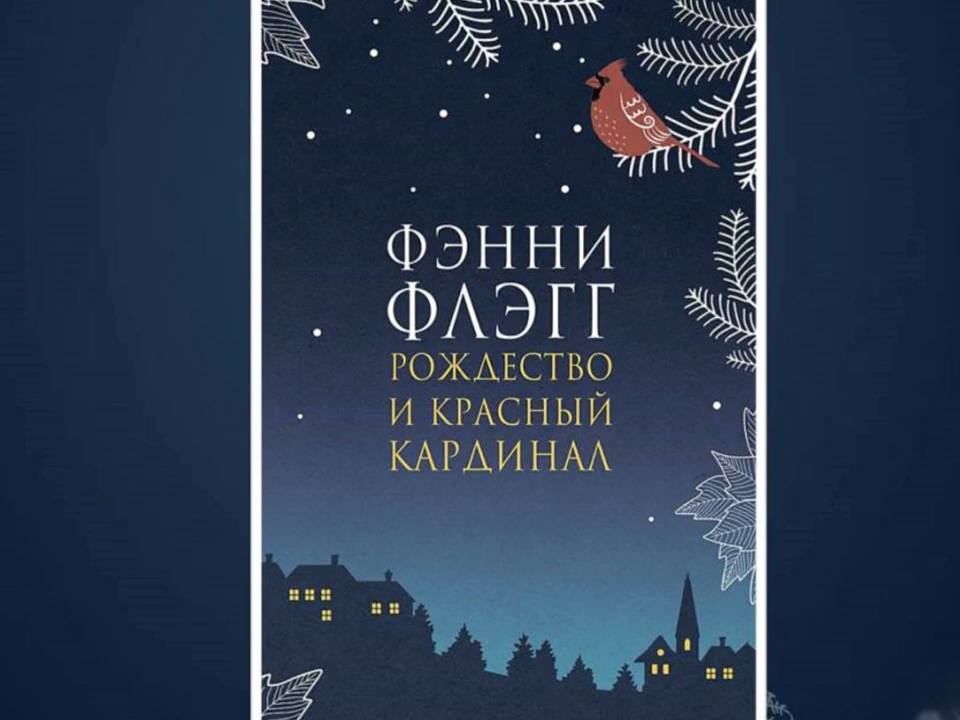 ФЭННИ
ФЛЭГГ
РОЖДЕСТВО
И КРАСНЫЙ
КАРДИНАЛ